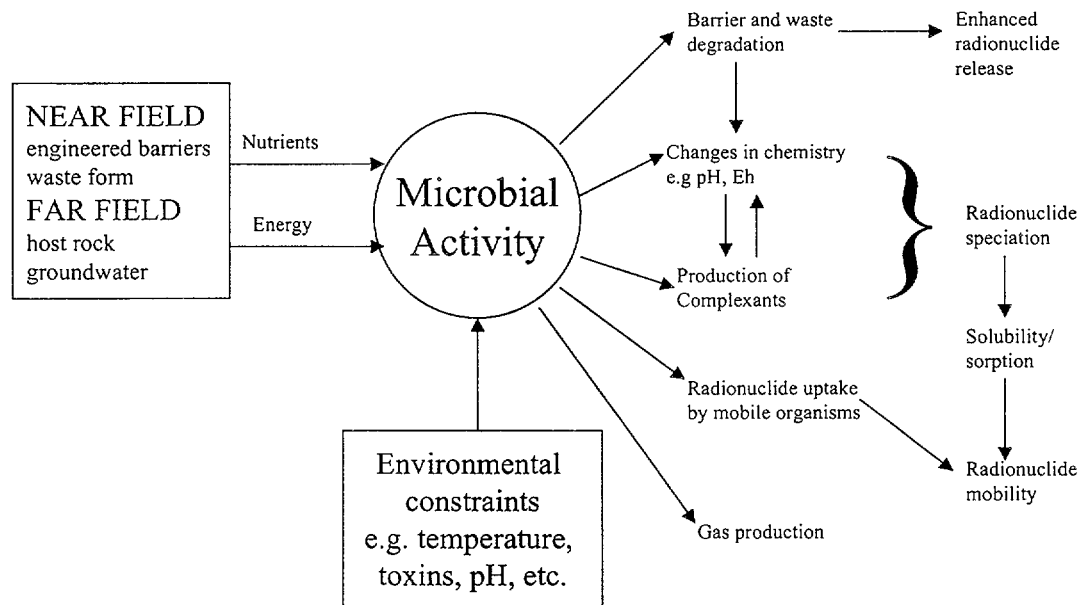 NEAR FIELD
engineered barriers
waste form
FAR FIELD
host rock
groundwater
Nutrients
Energy
Microbial
Activity
Environmental
constraints
e.g. temperature,
toxins, pH, etc.
Barrier and waste
degradation
Enhanced
radionuclide
release
Changes in chemistry
e.g pH, Eh
Production of
Complexants
Radionuclide
speciation
Solubility/
sorption
Radionuclide uptake
by mobile organisms
Radionuclide
mobility
Gas production